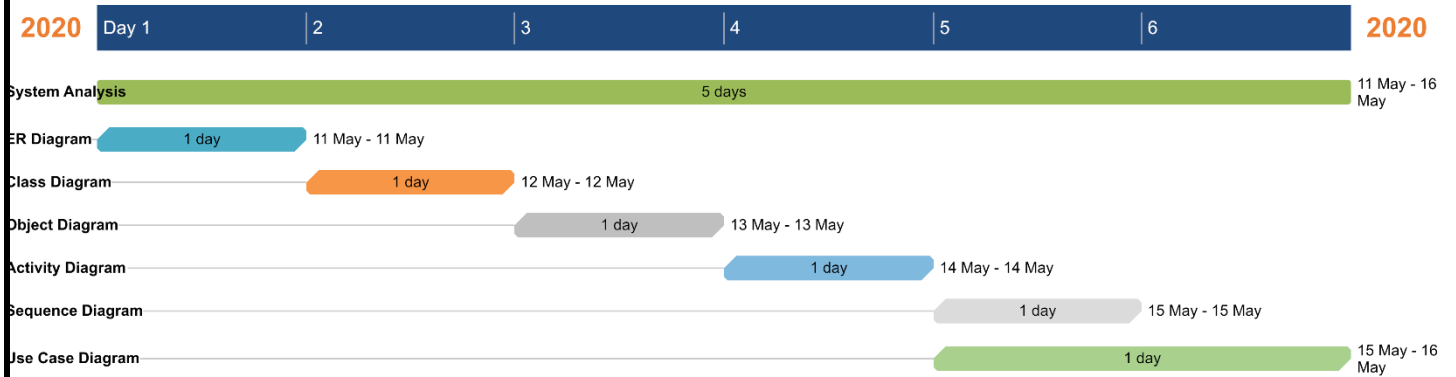 2020 Day 1 2 3 4 5 6 2020
System Analysis 5 days 11 May - 16
May
ER Diagram 1 day 11 May - 11 May
Class Diagram 1 day 12 May - 12 May
Object Diagram 1 day 13 May - 13 May
Activity Diagram 1 day 14 May - 14 May
Sequence Diagram 1 day 15 May - 15 May
Use Case Diagram 1 day 15 May - 16
May